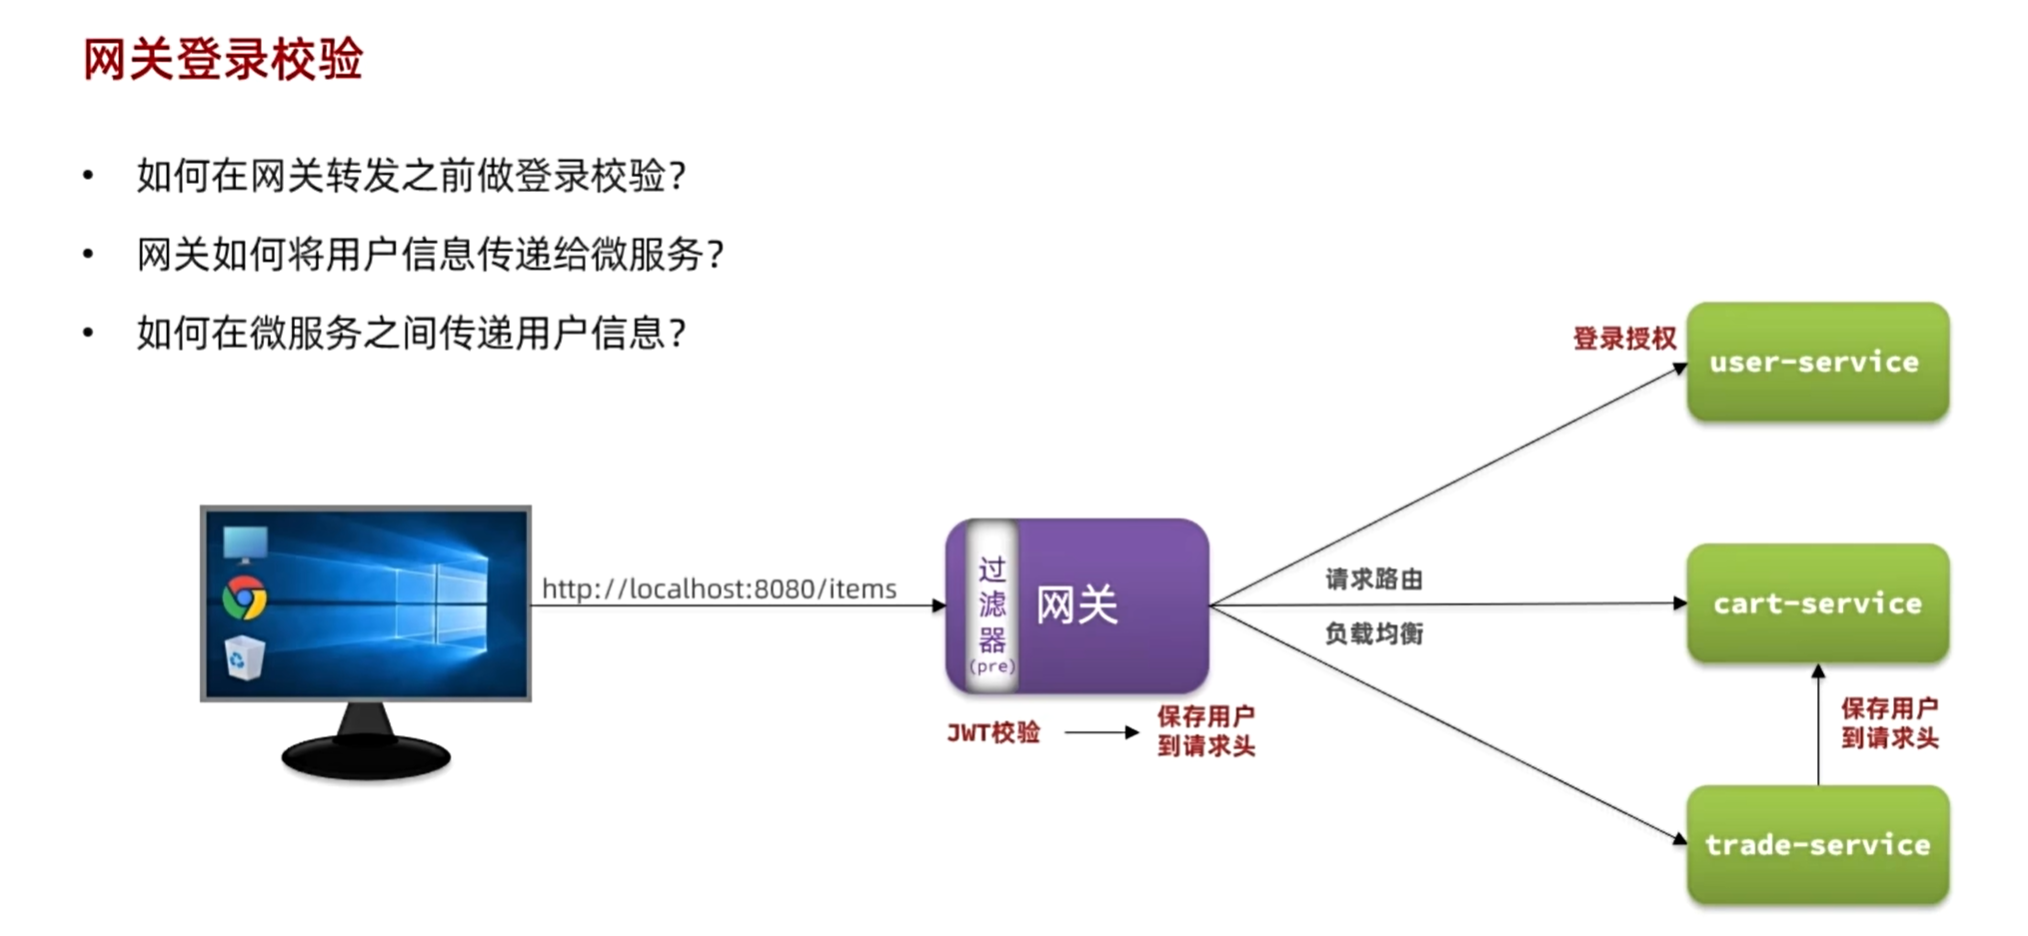 网关登录校验
• 如何在网关转发之前做登录校验？
• 网关如何将用户信息传递给微服务？
• 如何在微服务之间传递用户信息？
登录授权
user-service
http://localhost:8080/items
过
滤
器
(pre)
网关
请求路由
负载均衡
cart-service
JWT校验
保存用户
到请求头
保存用户
到请求头
trade-service